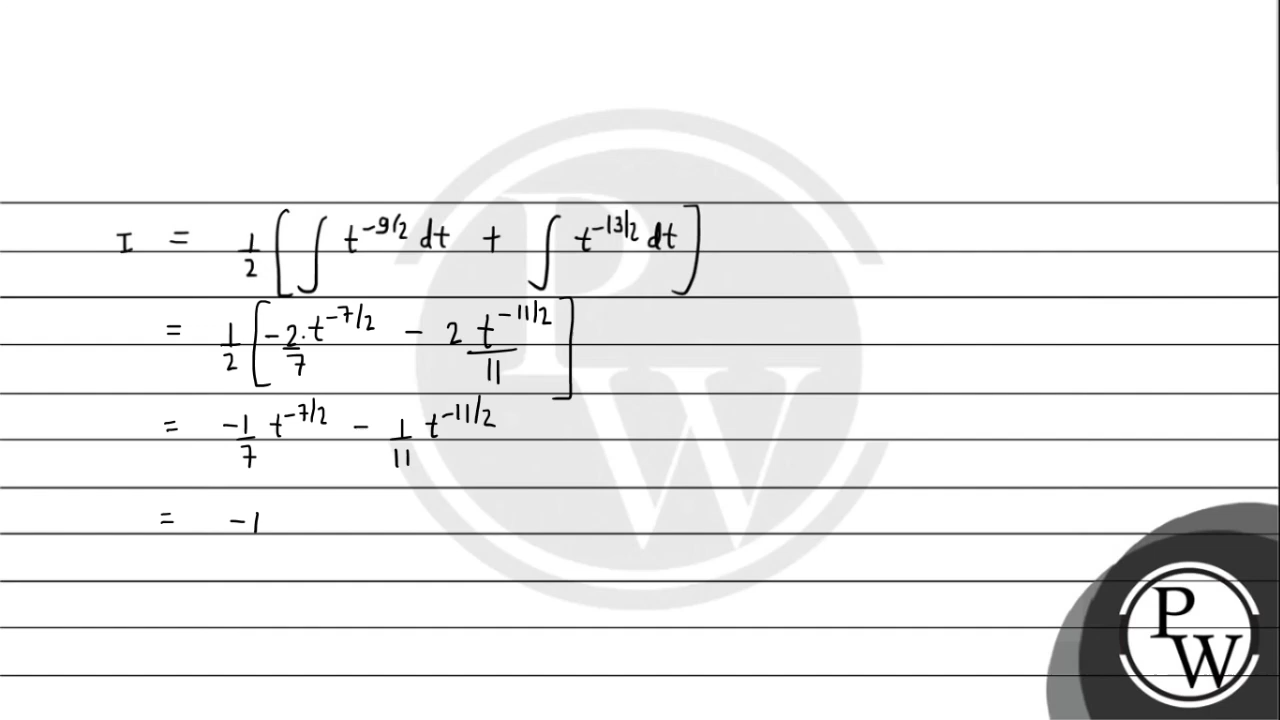 I = 1/2 [ ∫ t^{-9/2} dt + ∫ t^{-13/2} dt ]
= 1/2 [ -2/7 · t^{-7/2} - 2 t^{-11/2}/11 ]
= -1/7 t^{-7/2} - 1/11 t^{-11/2}
= -1
PW
PW